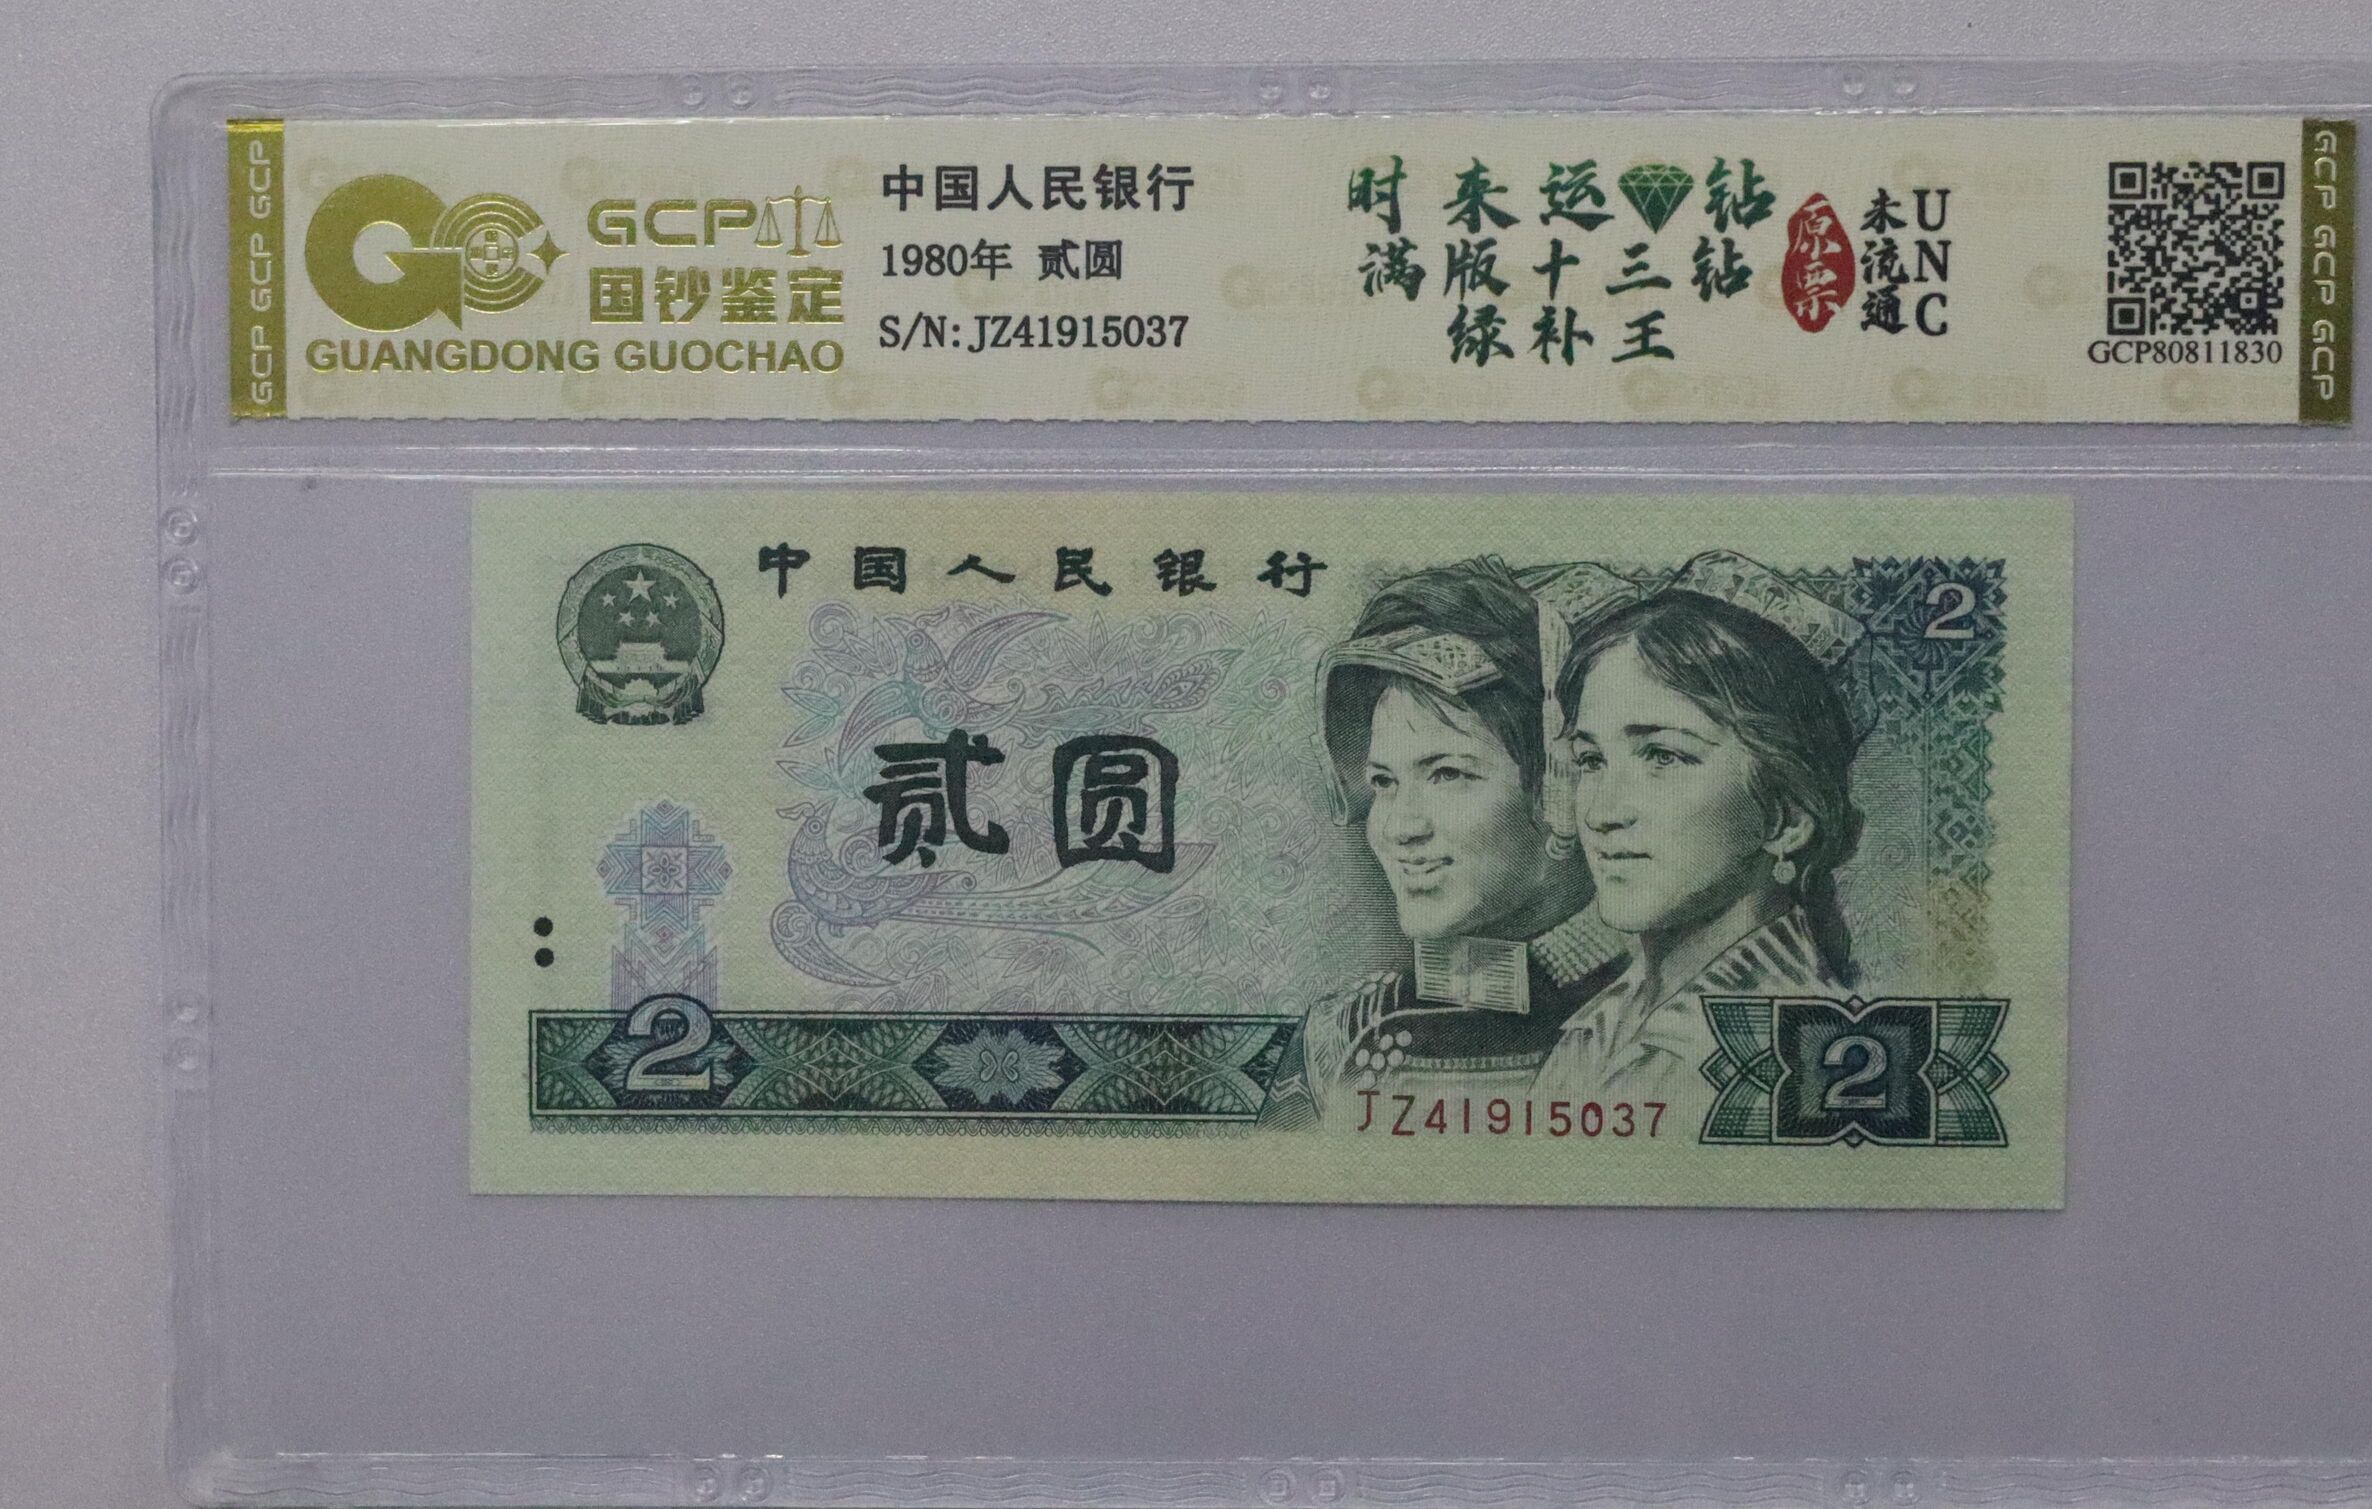 GCP GCP GCP
GCP
国钞鉴定
GUANGDONG GUOCHAO
中国人民银行
1980年 贰圆
S/N: JZ41915037
时来运钻
满版十三钻
绿补王
原票
未流通
UNC
GCP80811830
GCP GCP GCP
中国人民银行
2
贰圆
2
JZ41915037
2